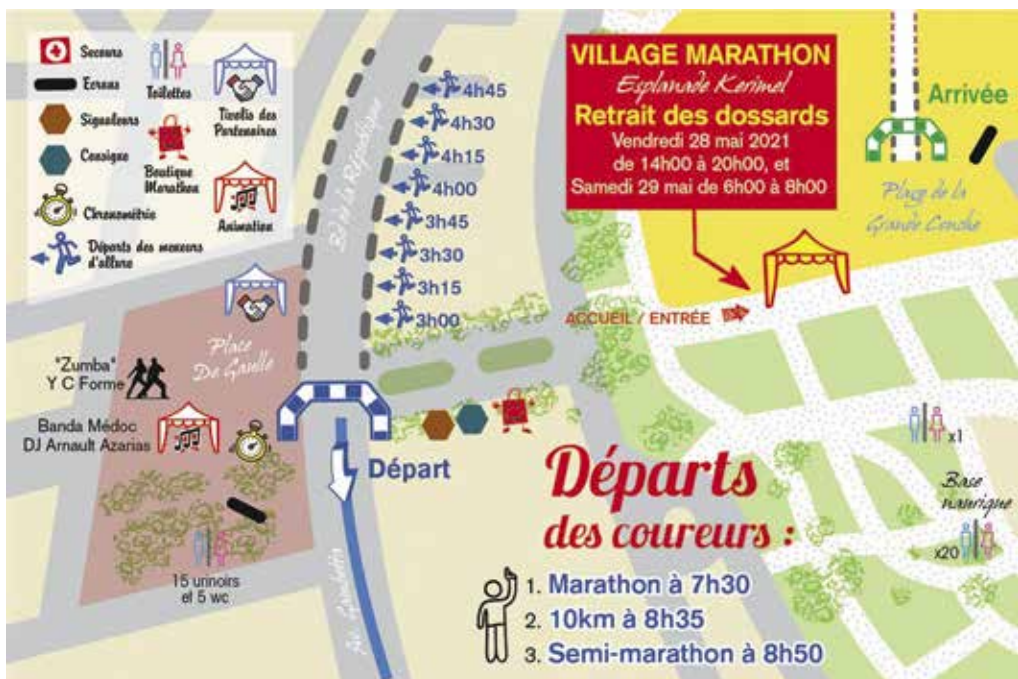 Secours
Ecrans
Signaleurs
Consigne
Chronométrie
Départs des meneurs
d'allure
Toilettes
Boutique
Marathon
Tivolis des
Partenaires
Animation
Bd de la République
4h45
4h30
4h15
4h00
3h45
3h30
3h15
3h00
VILLAGE MARATHON
Esplanade Kerimel
Retrait des dossards
Vendredi 28 mai 2021
de 14h00 à 20h00, et
Samedi 29 mai de 6h00 à 8h00
Arrivée
Place de la
Grande Conche
ACCUEIL / ENTRÉE
Place
De Gaulle
"Zumba"
Y C Forme
Banda Médoc
DJ Arnault Azarias
Départ
15 urinoirs
et 5 wc
x1
Base
nautique
x20
Départs
des coureurs :
1. Marathon à 7h30
2. 10km à 8h35
3. Semi-marathon à 8h50